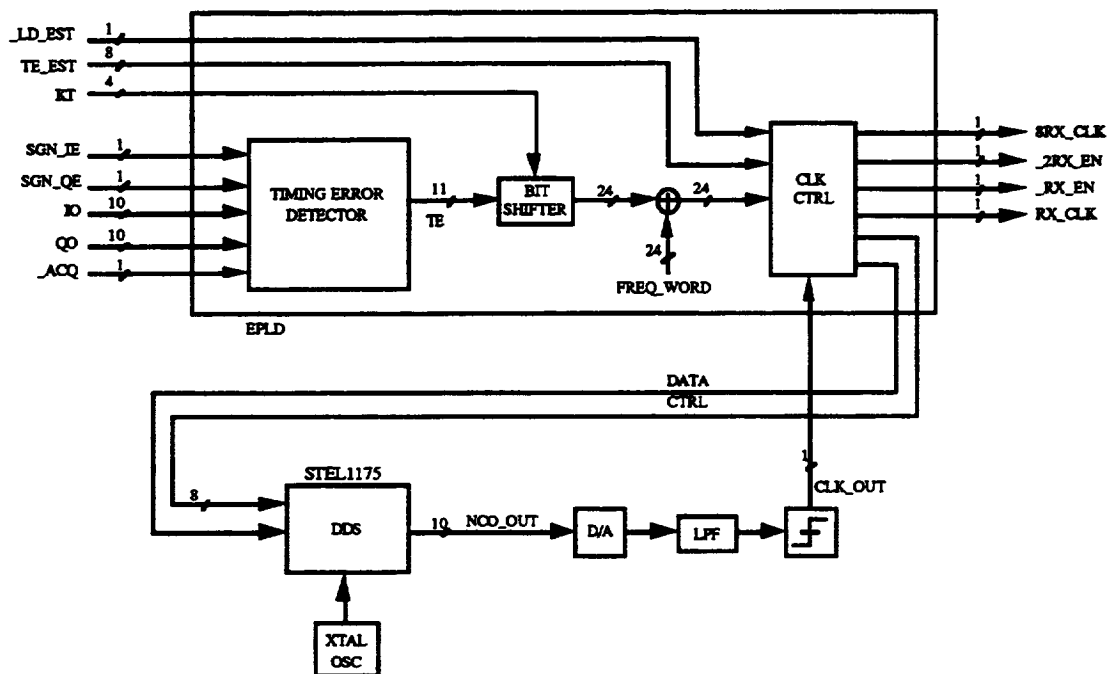 _LD_EST 1
TE_EST 8
KT 4
SGN_IE 1
SGN_QE 1
IO 10
QO 10
_ACQ 1
TIMING ERROR
DETECTOR
11
TE
BIT
SHIFTER
24
24
24
FREQ_WORD
CLK
CTRL
1 8RX_CLK
1 _2RX_EN
1 _RX_EN
1 RX_CLK
EPLD
DATA
CTRL
STEL1175
8
DDS
10 NCO_OUT
D/A
LPF
1
CLK_OUT
XTAL
OSC